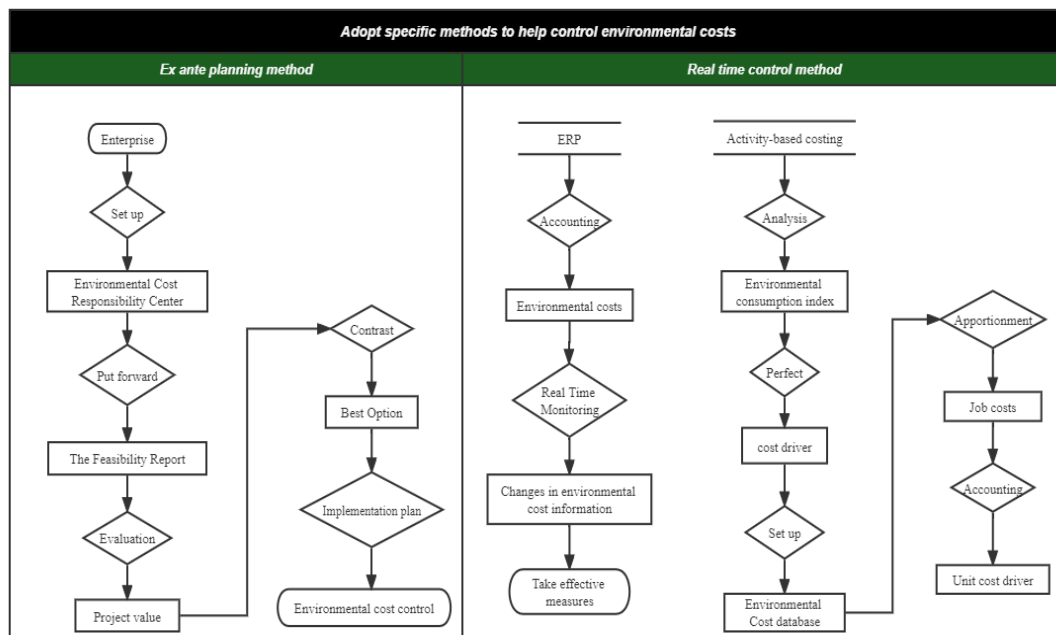 Adopt specific methods to help control environmental costs
Ex ante planning method
Real time control method
Enterprise
Set up
Environmental Cost
Responsibility Center
Put forward
The Feasibility Report
Evaluation
Project value
Contrast
Best Option
Implementation plan
Environmental cost control
ERP
Accounting
Environmental costs
Real Time
Monitoring
Changes in environmental
cost information
Take effective
measures
Activity-based costing
Analysis
Environmental
consumption index
Perfect
cost driver
Set up
Environmental
Cost database
Apportionment
Job costs
Accounting
Unit cost driver